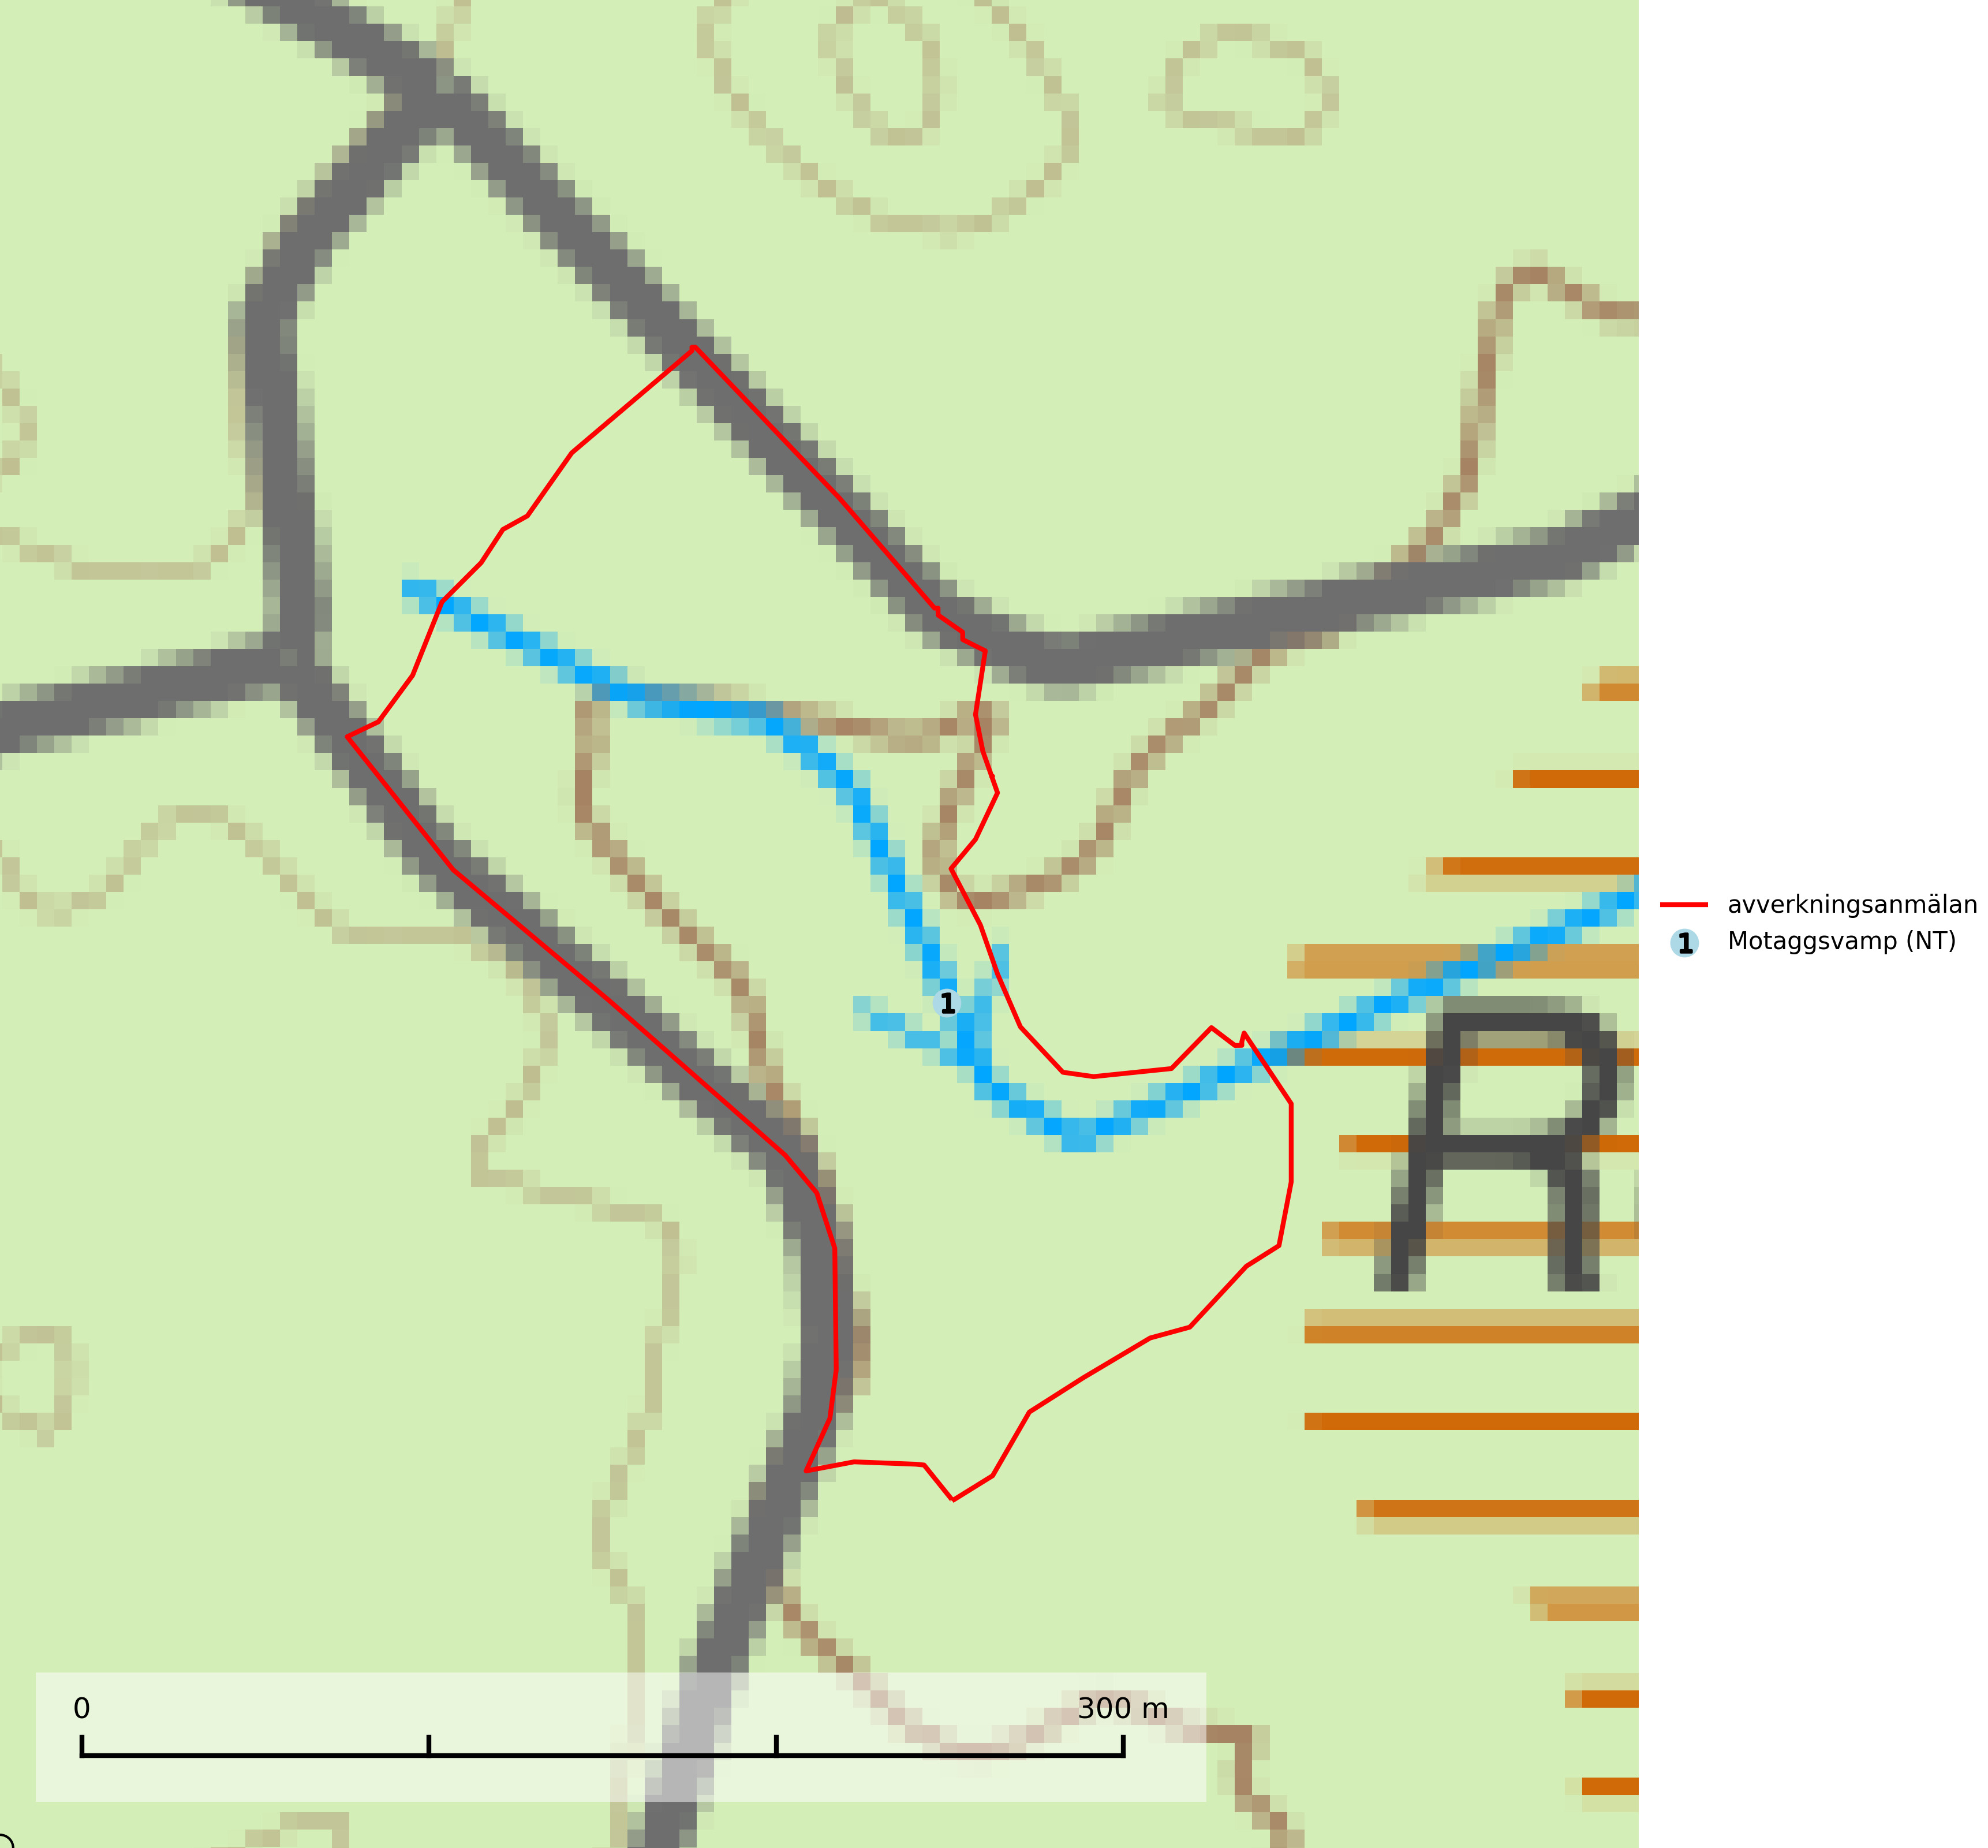 avverkningsanmälan
1 Motaggsvamp (NT)
1
R
0 300 m